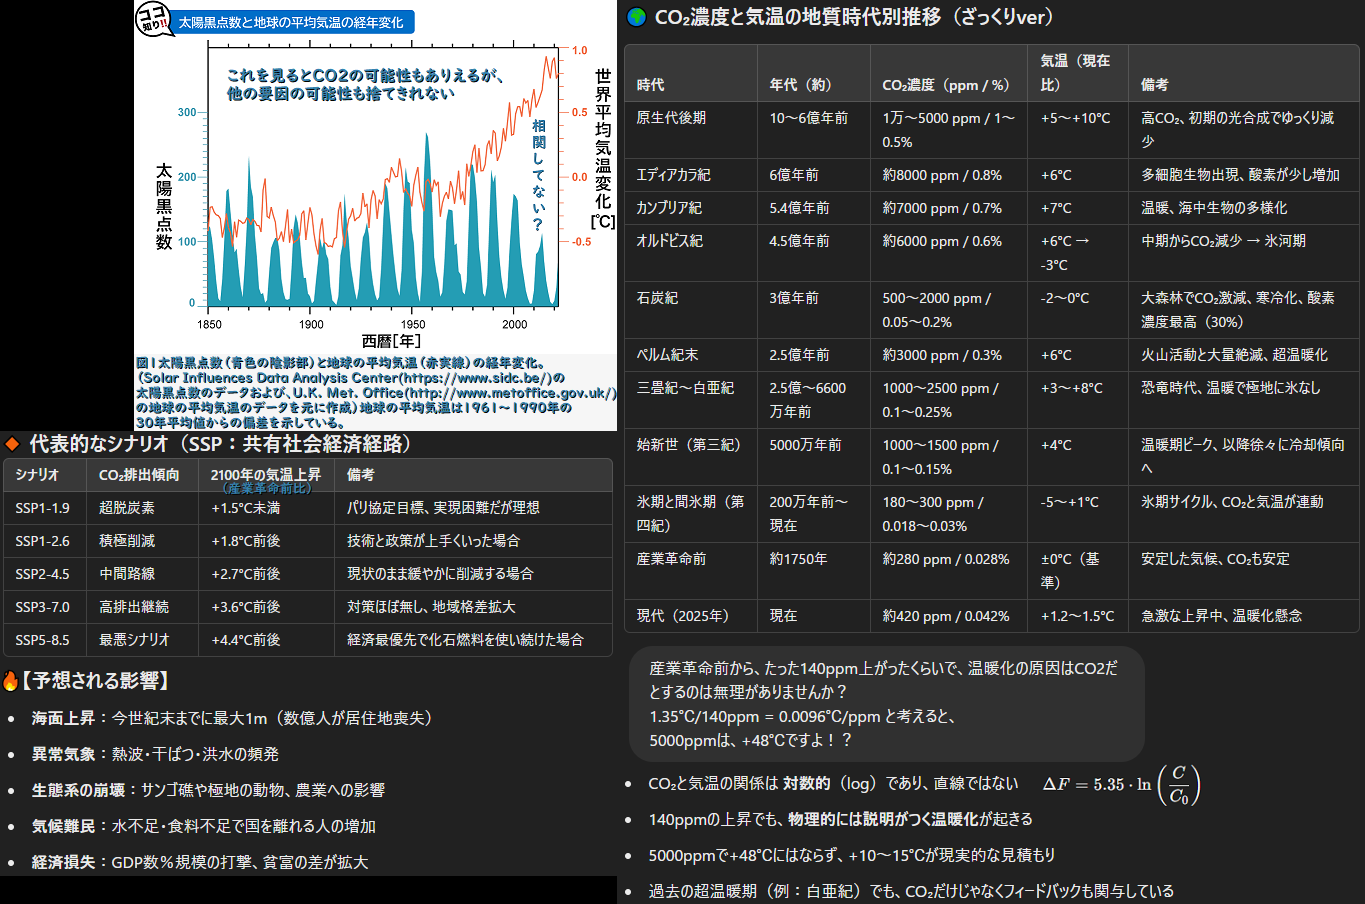 ココ
知り!!
太陽黒点数と地球の平均気温の経年変化
これを見るとCO2の可能性もありえるが、
他の要因の可能性も捨てきれない
相関してない?
太陽黒点数
300
200
100
0
1.0
0.5
0.0
-0.5
世界平均気温変化[℃]
1850
1900
1950
2000
西暦[年]
図1太陽黒点数(青色の陰影部)と地球の平均気温(赤実線)の経年変化。
(Solar Influences Data Analysis Center(https://www.sidc.be/)の
太陽黒点数のデータおよび、U.K. Met. Office(http://www.metoffice.gov.uk/)
の地球の平均気温のデータを元に作成)地球の平均気温は1961~1990年の
30年平均値からの偏差を示している。
代表的なシナリオ(SSP:共有社会経済経路)
シナリオ CO₂排出傾向 2100年の気温上昇 備考
(産業革命前比)
SSP1-1.9 超脱炭素 +1.5°C未満 パリ協定目標、実現困難だが理想
SSP1-2.6 積極削減 +1.8°C前後 技術と政策が上手くいった場合
SSP2-4.5 中間路線 +2.7°C前後 現状のまま緩やかに削減する場合
SSP3-7.0 高排出継続 +3.6°C前後 対策ほぼ無し、地域格差拡大
SSP5-8.5 最悪シナリオ +4.4°C前後 経済最優先で化石燃料を使い続けた場合
🔥【予想される影響】
• 海面上昇:今世紀末までに最大1m(数億人が居住地喪失)
• 異常気象:熱波・干ばつ・洪水の頻発
• 生態系の崩壊:サンゴ礁や極地の動物、農業への影響
• 気候難民:水不足・食料不足で国を離れる人の増加
• 経済損失:GDP数%規模の打撃、貧富の差が拡大
CO₂濃度と気温の地質時代別推移(ざっくりver)
時代 年代(約) CO₂濃度(ppm / %) 気温(現在比) 備考
原生代後期 10~6億年前 1万~5000 ppm / 1~0.5% +5~+10°C 高CO₂、初期の光合成でゆっくり減少
エディアカラ紀 6億年前 約8000 ppm / 0.8% +6°C 多細胞生物出現、酸素が少し増加
カンブリア紀 5.4億年前 約7000 ppm / 0.7% +7°C 温暖、海中生物の多様化
オルドビス紀 4.5億年前 約6000 ppm / 0.6% +6°C → -3°C 中期からCO₂減少 → 氷河期
石炭紀 3億年前 500~2000 ppm / 0.05~0.2% -2~0°C 大森林でCO₂激減、寒冷化、酸素濃度最高(30%)
ペルム紀末 2.5億年前 約3000 ppm / 0.3% +6°C 火山活動と大量絶滅、超温暖化
三畳紀~白亜紀 2.5億~6600万年前 1000~2500 ppm / 0.1~0.25% +3~+8°C 恐竜時代、温暖で極地に氷なし
始新世(第三紀) 5000万年前 1000~1500 ppm / 0.1~0.15% +4°C 温暖期ピーク、以降徐々に冷却傾向へ
氷期と間氷期(第四紀) 200万年前~現在 180~300 ppm / 0.018~0.03% -5~+1°C 氷期サイクル、CO₂と気温が連動
産業革命前 約1750年 約280 ppm / 0.028% ±0°C(基準) 安定した気候、CO₂も安定
現代(2025年) 現在 約420 ppm / 0.042% +1.2~1.5°C 急激な上昇中、温暖化懸念
産業革命前から、たった140ppm上がったくらいで、温暖化の原因はCO2だ
とするのは無理がありませんか?
1.35°C/140ppm = 0.0096°C/ppm と考えると、
5000ppmは、+48°Cですよ!?
• CO₂と気温の関係は 対数的(log)であり、直線ではない ΔF = 5.35 · ln(C/C₀)
• 140ppmの上昇でも、物理的には説明がつく温暖化が起きる
• 5000ppmで+48°Cにはならず、+10~15°Cが現実的な見積もり
• 過去の超温暖期(例:白亜紀)でも、CO₂だけじゃなくフィードバックも関与している